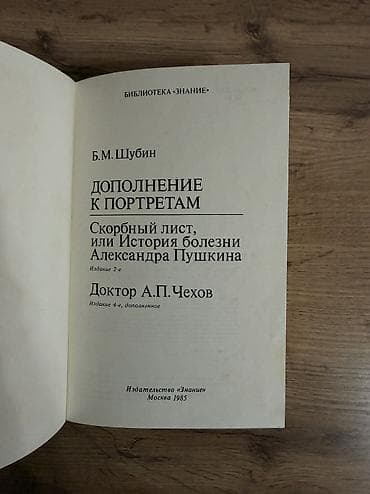 БИБЛИОТЕКА «ЗНАНИЕ»
Б.М. Шубин
ДОПОЛНЕНИЕ
К ПОРТРЕТАМ
Скорбный лист,
или История болезни
Александра Пушкина
Издание 2-е
Доктор А.П. Чехов
Издание 4-е, дополненное
Издательство «Знание»
Москва 1985